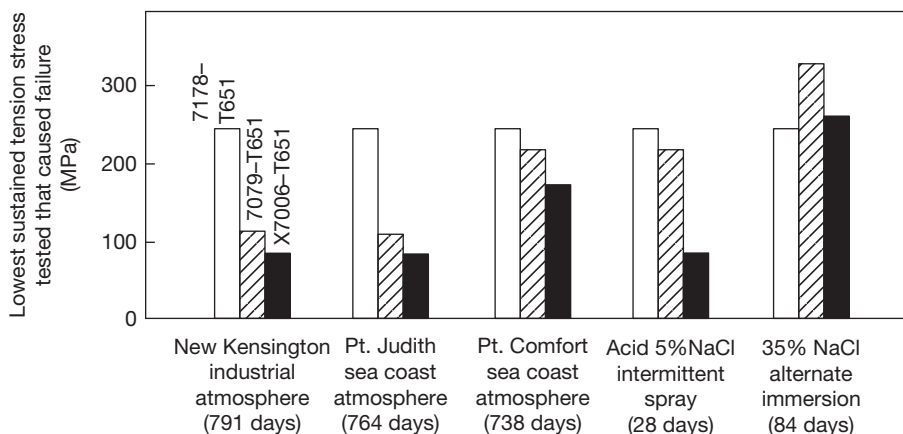 Lowest sustained tension stress
tested that caused failure
(MPa)
300
200
100
0
7178–
T651
7079–T651
X7006–T651
New Kensington
industrial
atmosphere
(791 days)
Pt. Judith
sea coast
atmosphere
(764 days)
Pt. Comfort
sea coast
atmosphere
(738 days)
Acid 5%NaCl
intermittent
spray
(28 days)
35% NaCl
alternate
immersion
(84 days)